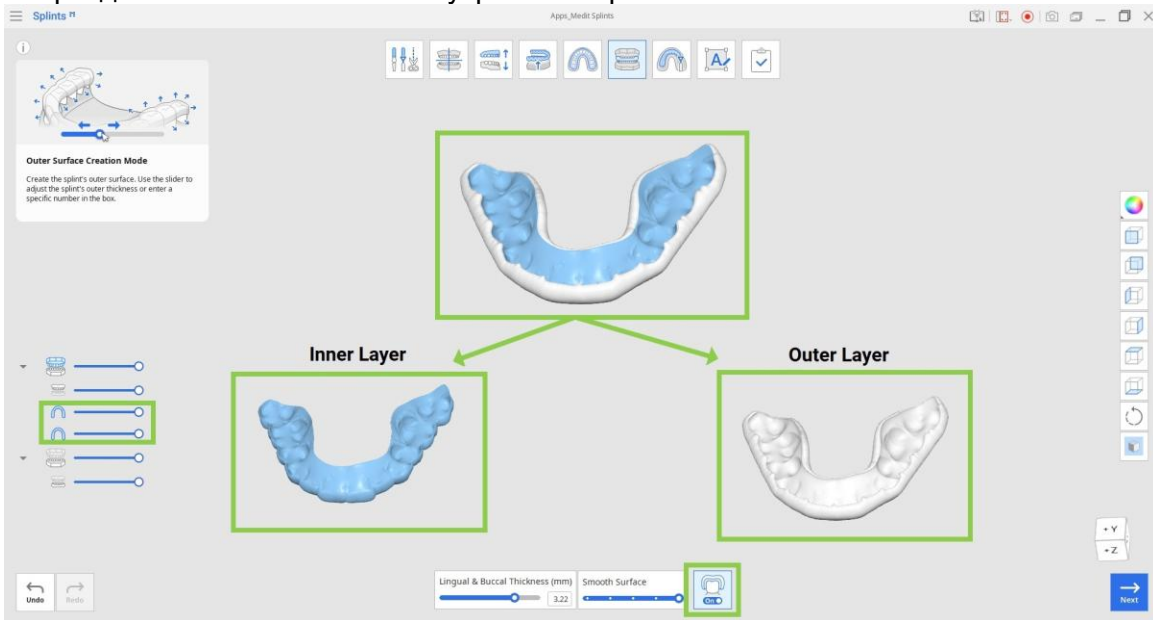 Splints
Apps_Medit Splints
Outer Surface Creation Mode
Create the splint's outer surface. Use the slider to
adjust the splint's outer thickness or enter a
specific number in the box.
Inner Layer
Outer Layer
+ Y
+ Z
Undo
Redo
Lingual & Buccal Thickness (mm)
3.22
Smooth Surface
On
Next